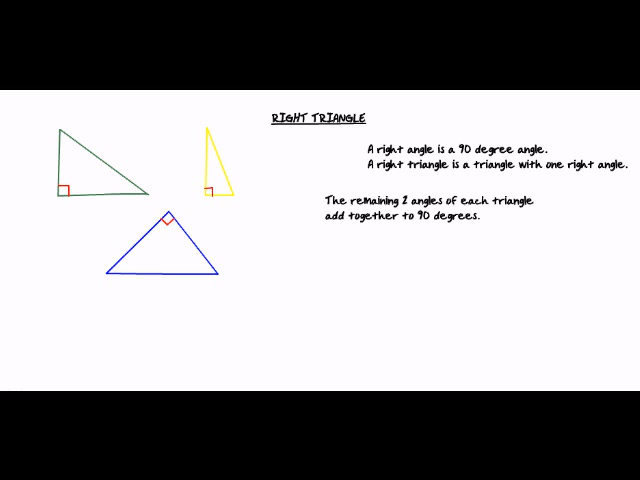 RIGHT TRIANGLE
A right angle is a 90 degree angle.
A right triangle is a triangle with one right angle.
The remaining 2 angles of each triangle
add together to 90 degrees.